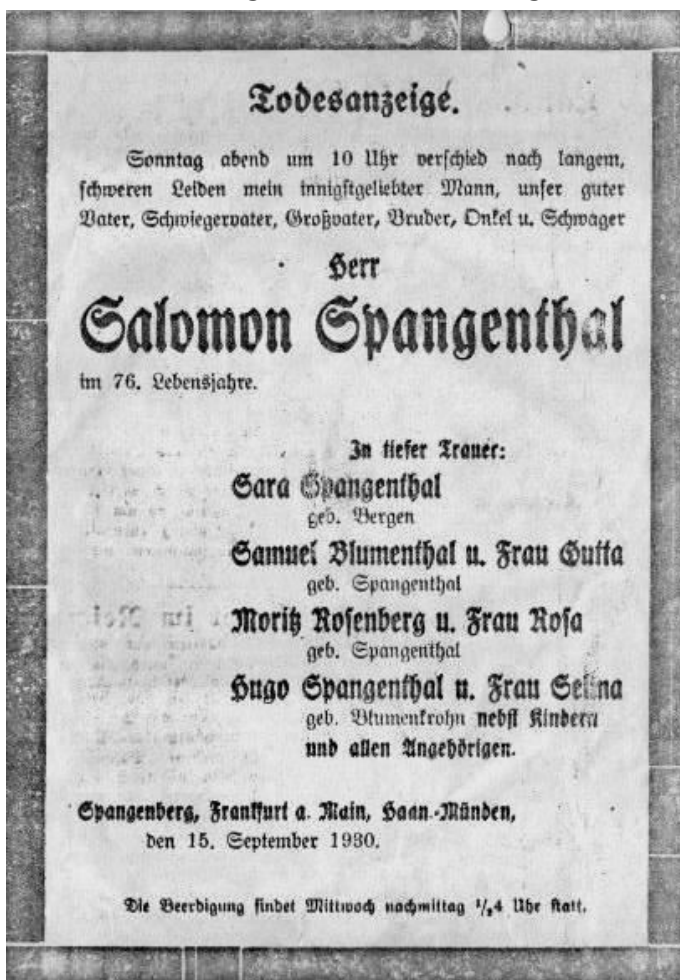 Todesanzeige.
Sonntag abend um 10 Uhr verschied nach langem,
schweren Leiden mein innigstgeliebter Mann, unser guter
Vater, Schwiegervater, Großvater, Bruder, Onkel u. Schwager
Herr
Salomon Spangenthal
im 76. Lebensjahre.
In tiefer Trauer:
Sara Spangenthal
geb. Bergen
Samuel Blumenthal u. Frau Gutta
geb. Spangenthal
Moritz Rosenberg u. Frau Rosa
geb. Spangenthal
Hugo Spangenthal u. Frau Selina
geb. Blumenkrohn nebst Kindern
und allen Angehörigen.
Spangenberg, Frankfurt a. Main, Haan.-Münden,
den 15. September 1930.
Die Beerdigung findet Mittwoch nachmittag ½4 Uhr statt.